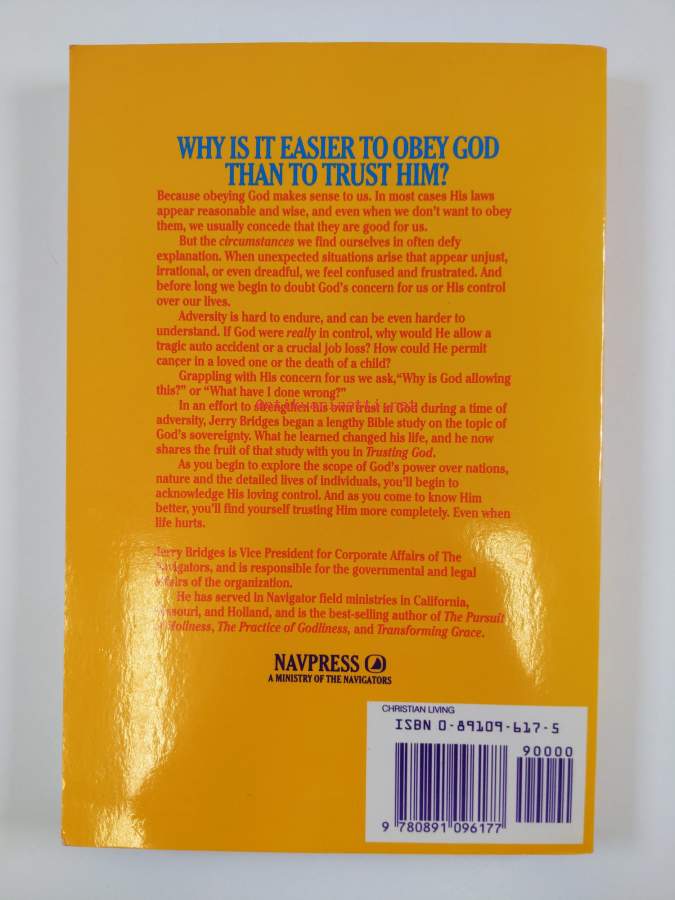 WHY IS IT EASIER TO OBEY GOD
THAN TO TRUST HIM?
Because obeying God makes sense to us. In most cases His laws
appear reasonable and wise, and even when we don't want to obey
them, we usually concede that they are good for us.
But the circumstances we find ourselves in often defy
explanation. When unexpected situations arise that appear unjust,
irrational, or even dreadful, we feel confused and frustrated. And
before long we begin to doubt God's concern for us or His control
over our lives.
Adversity is hard to endure, and can be even harder to
understand. If God were really in control, why would He allow a
tragic auto accident or a crucial job loss? How could He permit
cancer in a loved one or the death of a child?
Grappling with His concern for us we ask, "Why is God allowing
this?" or "What have I done wrong?"
In an effort to strengthen his own trust in God during a time of
adversity, Jerry Bridges began a lengthy Bible study on the topic of
God's sovereignty. What he learned changed his life, and he now
shares the fruit of that study with you in Trusting God.
As you begin to explore the scope of God's power over nations,
nature and the detailed lives of individuals, you'll begin to
acknowledge His loving control. And as you come to know Him
better, you'll find yourself trusting Him more completely. Even when
life hurts.
Jerry Bridges is Vice President for Corporate Affairs of The
Navigators, and is responsible for the governmental and legal
affairs of the organization.
He has served in Navigator field ministries in California,
Missouri, and Holland, and is the best-selling author of The Pursuit
of Holiness, The Practice of Godliness, and Transforming Grace.
NAVPRESS
A MINISTRY OF THE NAVIGATORS
CHRISTIAN LIVING
ISBN 0-89109-617-5
90000
9 780891 096177